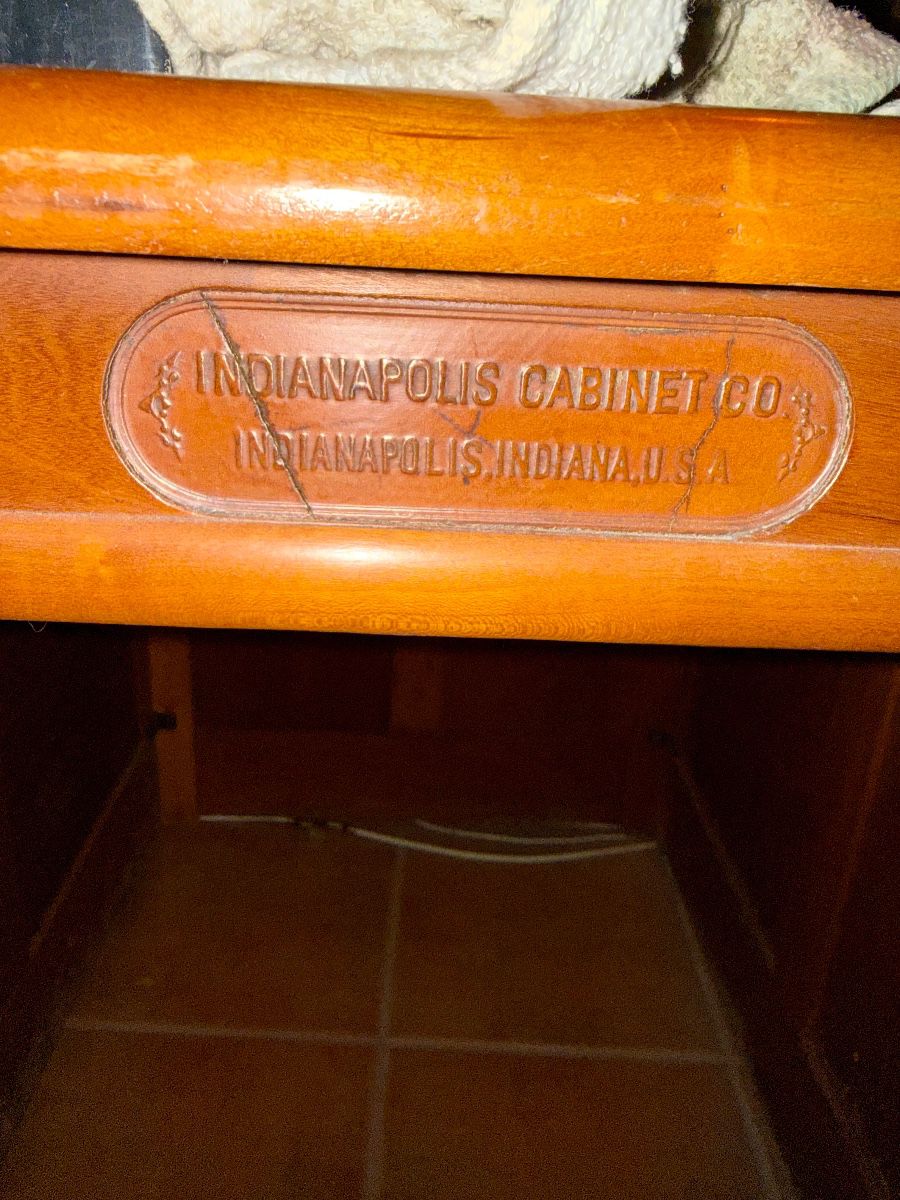 INDIANAPOLIS CABINET CO.
INDIANAPOLIS, INDIANA, U.S.A